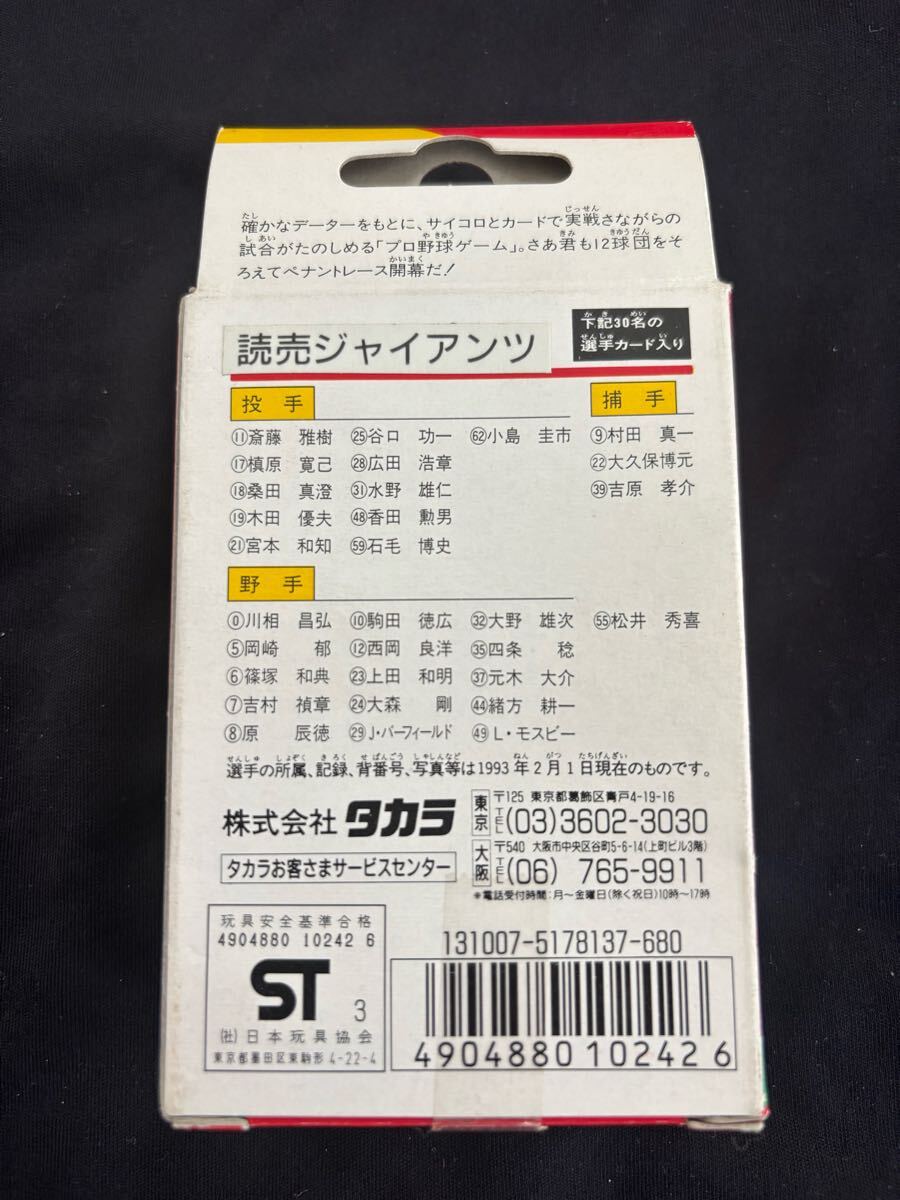 確かなデーターをもとに、サイコロとカードで実戦さながらの
試合がたのしめる「プロ野球ゲーム」。さあ君も12球団をそ
ろえてペナントレース開幕だ!
読売ジャイアンツ
下記30名の
選手カード入り
投手
⑪斎藤 雅樹
⑰槙原 寛己
⑱桑田 真澄
⑲木田 優夫
㉑宮本 和知
㉕谷口 功一
㉘広田 浩章
㉛水野 雄仁
㊽香田 勲男
59石毛 博史
62小島 圭市
捕手
⑨村田 真一
㉒大久保博元
㊴吉原 孝介
野手
⓪川相 昌弘
⑤岡崎 郁
⑥篠塚 和典
⑦吉村 禎章
⑧原 辰徳
⑩駒田 徳広
⑫西岡 良洋
㉓上田 和明
㉔大森 剛
㉙J・バーフィールド
㉜大野 雄次
㉟四条 稔
㊲元木 大介
㊹緒方 耕一
㊾L・モスビー
55松井 秀喜
選手の所属、記録、背番号、写真等は1993年2月1日現在のものです。
株式会社 タカラ
タカラお客さまサービスセンター
東京 〒125 東京都葛飾区青戸4-19-16
TEL(03)3602-3030
大阪 〒540 大阪市中央区谷町5-6-14(上町ビル3階)
TEL(06) 765-9911
*電話受付時間:月~金曜日(除く祝日)10時~17時
玩具安全基準合格
4904880 10242 6
ST 3
(社)日本玩具協会
東京都墨田区東駒形4-22-4
131007-5178137-680
4904880102426